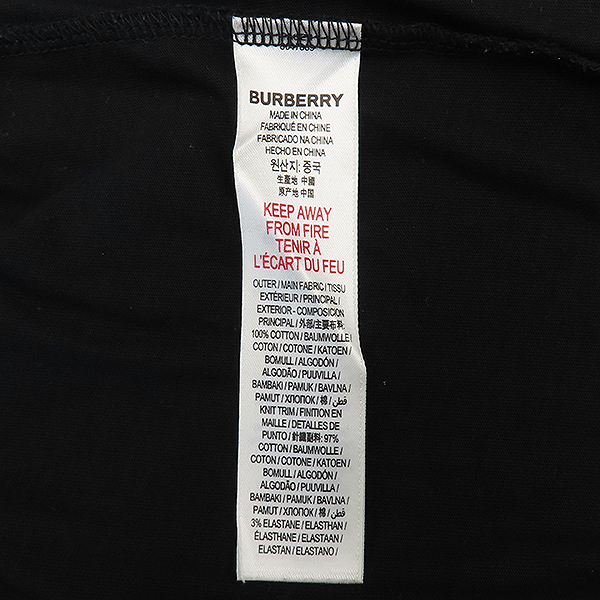 BURBERRY
MADE IN CHINA
FABRIQUÉ EN CHINE
FABRICADO NA CHINA
HECHO EN CHINA
원산지: 중국
生產地 中國
原产地 中国
KEEP AWAY
FROM FIRE
TENIR À
L'ÉCART DU FEU
OUTER / MAIN FABRIC / TISSU
EXTÉRIEUR / PRINCIPAL /
EXTERIOR - COMPOSICION
PRINCIPAL / 外部/主要布料:
100% COTTON / BAUMWOLLE /
COTON / COTONE / KATOEN /
BOMULL / ALGODÓN /
ALGODÃO / PUUVILLA /
BAMBAKI / PAMUK / BAVLNA /
PAMUT / ХЛОПОК / 棉 / قطن /
KNIT TRIM / FINITION EN
MAILLE / DETALLES DE
PUNTO / 針織副料: 97%
COTTON / BAUMWOLLE /
COTON / COTONE / KATOEN /
BOMULL / ALGODÓN /
ALGODÃO / PUUVILLA /
BAMBAKI / PAMUK / BAVLNA /
PAMUT / ХЛОПОК / 棉 / قطن /
3% ELASTANE / ELASTHAN /
ÉLASTHANE / ELASTAAN /
ELASTAN / ELASTANO /